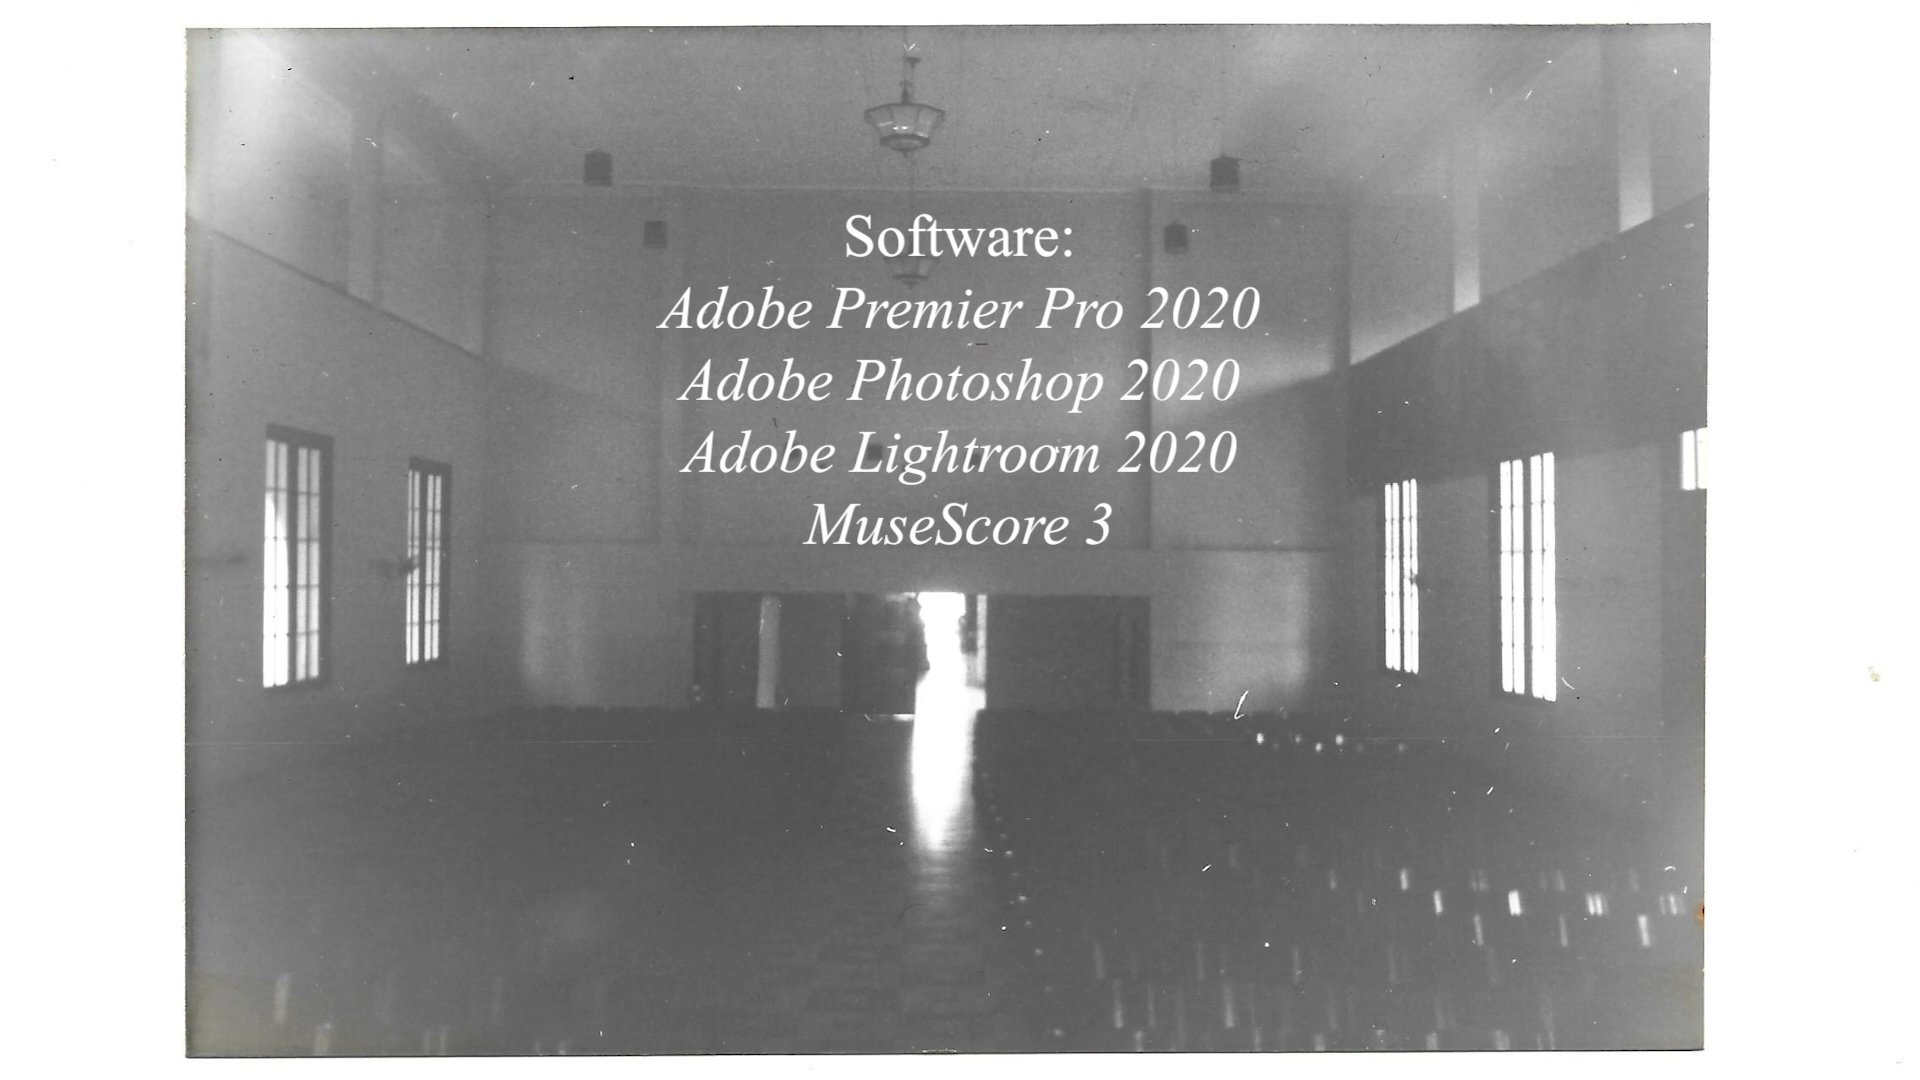 Software:
Adobe Premier Pro 2020
Adobe Photoshop 2020
Adobe Lightroom 2020
MuseScore 3